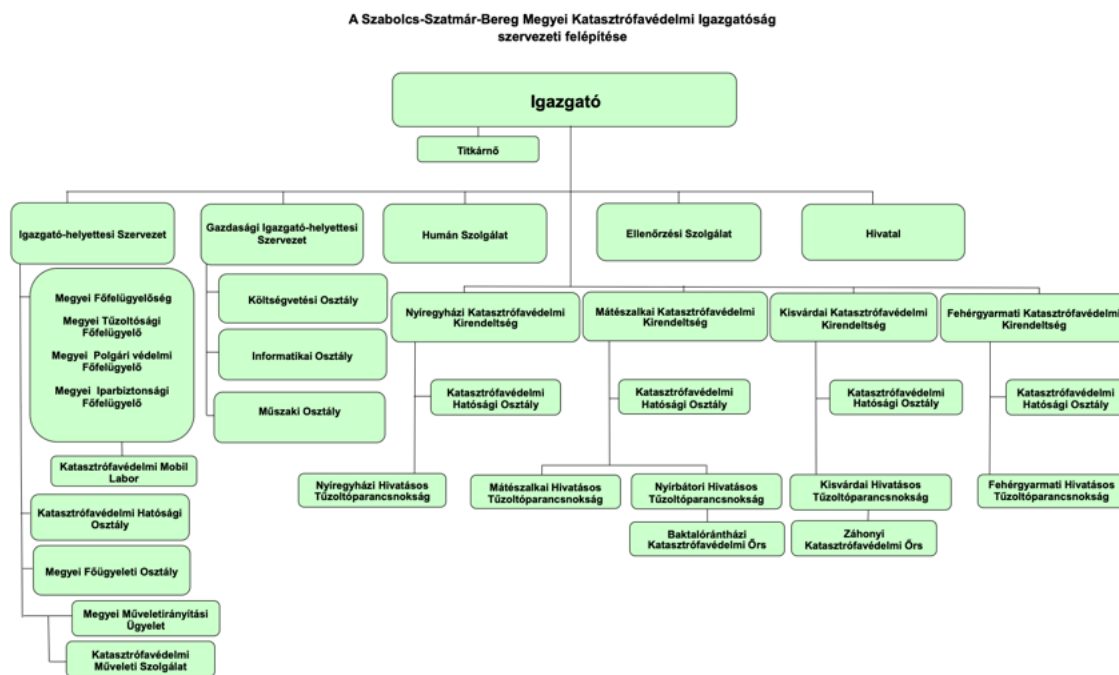 A Szabolcs-Szatmár-Bereg Megyei Katasztrófavédelmi Igazgatóság
szervezeti felépítése
Igazgató
Titkárnő
Igazgató-helyettesi Szervezet
Gazdasági Igazgató-helyettesi
Szervezet
Humán Szolgálat
Ellenőrzési Szolgálat
Hivatal
Megyei Főfelügyelőség
Megyei Tűzoltósági
Főfelügyelő
Megyei Polgári védelmi
Főfelügyelő
Megyei Iparbiztonsági
Főfelügyelő
Katasztrófavédelmi Mobil
Labor
Katasztrófavédelmi Hatósági
Osztály
Megyei Főügyeleti Osztály
Megyei Műveletirányítási
Ügyelet
Katasztrófavédelmi
Műveleti Szolgálat
Költségvetési Osztály
Informatikai Osztály
Műszaki Osztály
Nyíregyházi Katasztrófavédelmi
Kirendeltség
Katasztrófavédelmi
Hatósági Osztály
Nyíregyházi Hivatásos
Tűzoltóparancsnokság
Mátészalkai Katasztrófavédelmi
Kirendeltség
Katasztrófavédelmi
Hatósági Osztály
Mátészalkai Hivatásos
Tűzoltóparancsnokság
Nyírbátori Hivatásos
Tűzoltóparancsnokság
Baktalórántházi
Katasztrófavédelmi Őrs
Kisvárdai Katasztrófavédelmi
Kirendeltség
Katasztrófavédelmi
Hatósági Osztály
Kisvárdai Hivatásos
Tűzoltóparancsnokság
Záhonyi
Katasztrófavédelmi Őrs
Fehérgyarmati Katasztrófavédelmi
Kirendeltség
Katasztrófavédelmi
Hatósági Osztály
Fehérgyarmati Hivatásos
Tűzoltóparancsnokság